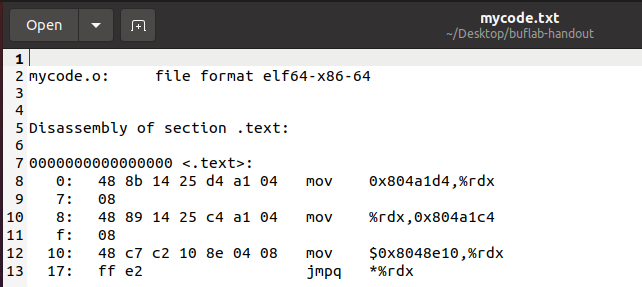 Open
mycode.txt
~/Desktop/buflab-handout
1
2 mycode.o:     file format elf64-x86-64
3
4
5 Disassembly of section .text:
6
7 0000000000000000 <.text>:
8    0:   48 8b 14 25 d4 a1 04    mov    0x804a1d4,%rdx
9    7:   08
10    8:   48 89 14 25 c4 a1 04    mov    %rdx,0x804a1c4
11    f:   08
12   10:   48 c7 c2 10 8e 04 08    mov    $0x8048e10,%rdx
13   17:   ff e2                   jmpq   *%rdx